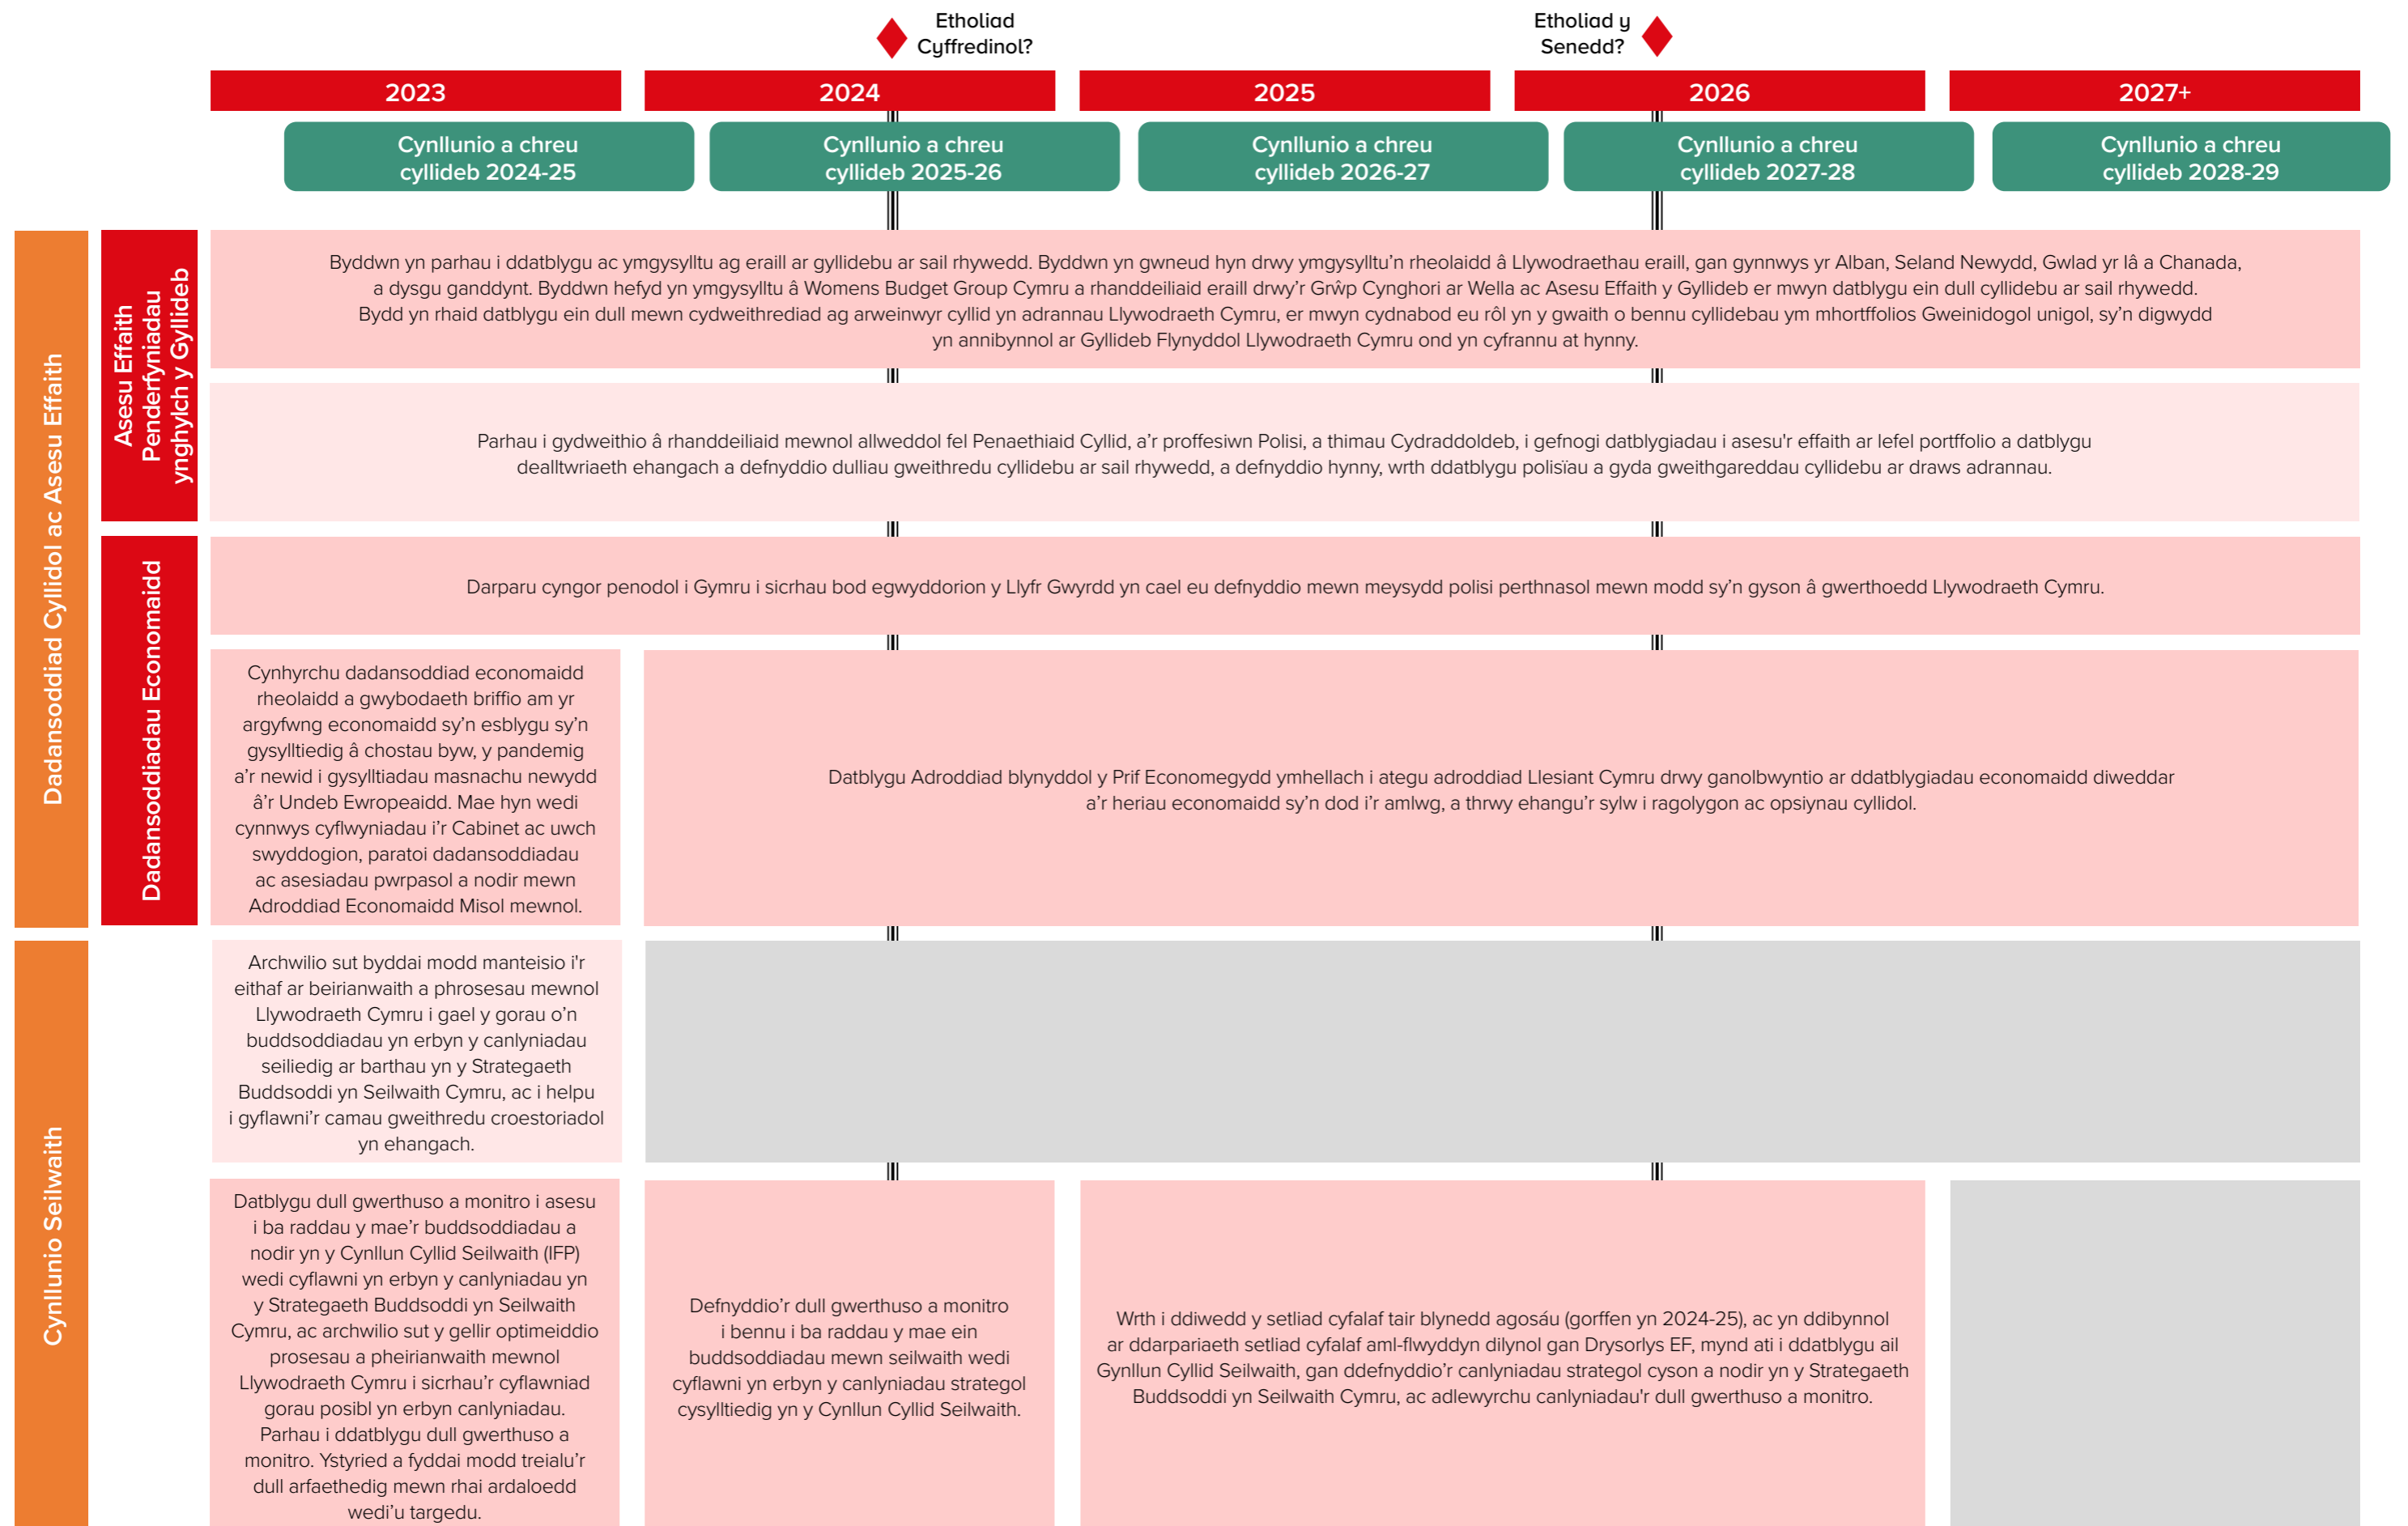 Etholiad
Cyffredinol?
Etholiad y
Senedd?
2023
2024
2025
2026
2027+
Cynllunio a chreu
cyllideb 2024-25
Cynllunio a chreu
cyllideb 2025-26
Cynllunio a chreu
cyllideb 2026-27
Cynllunio a chreu
cyllideb 2027-28
Cynllunio a chreu
cyllideb 2028-29
Dadansoddiad Cyllidol ac Asesu Effaith
Asesu Effaith
Penderfyniadau
ynghylch y Gyllideb
Byddwn yn parhau i ddatblygu ac ymgysylltu ag eraill ar gyllidebu ar sail rhywedd. Byddwn yn gwneud hyn drwy ymgysylltu’n rheolaidd â Llywodraethau eraill, gan gynnwys yr Alban, Seland Newydd, Gwlad yr Iâ a Chanada,
a dysgu ganddynt. Byddwn hefyd yn ymgysylltu â Womens Budget Group Cymru a rhanddeiliaid eraill drwy’r Grŵp Cynghori ar Wella ac Asesu Effaith y Gyllideb er mwyn datblygu ein dull cyllidebu ar sail rhywedd.
Bydd yn rhaid datblygu ein dull mewn cydweithrediad ag arweinwyr cyllid yn adrannau Llywodraeth Cymru, er mwyn cydnabod eu rôl yn y gwaith o bennu cyllidebau ym mhortffolios Gweinidogol unigol, sy’n digwydd
yn annibynnol ar Gyllideb Flynyddol Llywodraeth Cymru ond yn cyfrannu at hynny.
Parhau i gydweithio â rhanddeiliaid mewnol allweddol fel Penaethiaid Cyllid, a’r proffesiwn Polisi, a thimau Cydraddoldeb, i gefnogi datblygiadau i asesu'r effaith ar lefel portffolio a datblygu
dealltwriaeth ehangach a defnyddio dulliau gweithredu cyllidebu ar sail rhywedd, a defnyddio hynny, wrth ddatblygu polisïau a gyda gweithgareddau cyllidebu ar draws adrannau.
Dadansoddiadau Economaidd
Darparu cyngor penodol i Gymru i sicrhau bod egwyddorion y Llyfr Gwyrdd yn cael eu defnyddio mewn meysydd polisi perthnasol mewn modd sy’n gyson â gwerthoedd Llywodraeth Cymru.
Cynhyrchu dadansoddiad economaidd
rheolaidd a gwybodaeth briffio am yr
argyfwng economaidd sy’n esblygu sy’n
gysylltiedig â chostau byw, y pandemig
a’r newid i gysylltiadau masnachu newydd
â’r Undeb Ewropeaidd. Mae hyn wedi
cynnwys cyflwyniadau i’r Cabinet ac uwch
swyddogion, paratoi dadansoddiadau
ac asesiadau pwrpasol a nodir mewn
Adroddiad Economaidd Misol mewnol.
Datblygu Adroddiad blynyddol y Prif Economegydd ymhellach i ategu adroddiad Llesiant Cymru drwy ganolbwyntio ar ddatblygiadau economaidd diweddar
a’r heriau economaidd sy’n dod i’r amlwg, a thrwy ehangu’r sylw i ragolygon ac opsiynau cyllidol.
Cynllunio Seilwaith
Archwilio sut byddai modd manteisio i'r
eithaf ar beirianwaith a phrosesau mewnol
Llywodraeth Cymru i gael y gorau o’n
buddsoddiadau yn erbyn y canlyniadau
seiliedig ar barthau yn y Strategaeth
Buddsoddi yn Seilwaith Cymru, ac i helpu
i gyflawni’r camau gweithredu croestoriadol
yn ehangach.
Datblygu dull gwerthuso a monitro i asesu
i ba raddau y mae’r buddsoddiadau a
nodir yn y Cynllun Cyllid Seilwaith (IFP)
wedi cyflawni yn erbyn y canlyniadau yn
y Strategaeth Buddsoddi yn Seilwaith
Cymru, ac archwilio sut y gellir optimeiddio
prosesau a pheirianwaith mewnol
Llywodraeth Cymru i sicrhau’r cyflawniad
gorau posibl yn erbyn canlyniadau.
Parhau i ddatblygu dull gwerthuso a
monitro. Ystyried a fyddai modd treialu’r
dull arfaethedig mewn rhai ardaloedd
wedi’u targedu.
Defnyddio’r dull gwerthuso a monitro
i bennu i ba raddau y mae ein
buddsoddiadau mewn seilwaith wedi
cyflawni yn erbyn y canlyniadau strategol
cysylltiedig yn y Cynllun Cyllid Seilwaith.
Wrth i ddiwedd y setliad cyfalaf tair blynedd agosáu (gorffen yn 2024-25), ac yn ddibynnol
ar ddarpariaeth setliad cyfalaf aml-flwyddyn dilynol gan Drysorlys EF, mynd ati i ddatblygu ail
Gynllun Cyllid Seilwaith, gan ddefnyddio’r canlyniadau strategol cyson a nodir yn y Strategaeth
Buddsoddi yn Seilwaith Cymru, ac adlewyrchu canlyniadau'r dull gwerthuso a monitro.